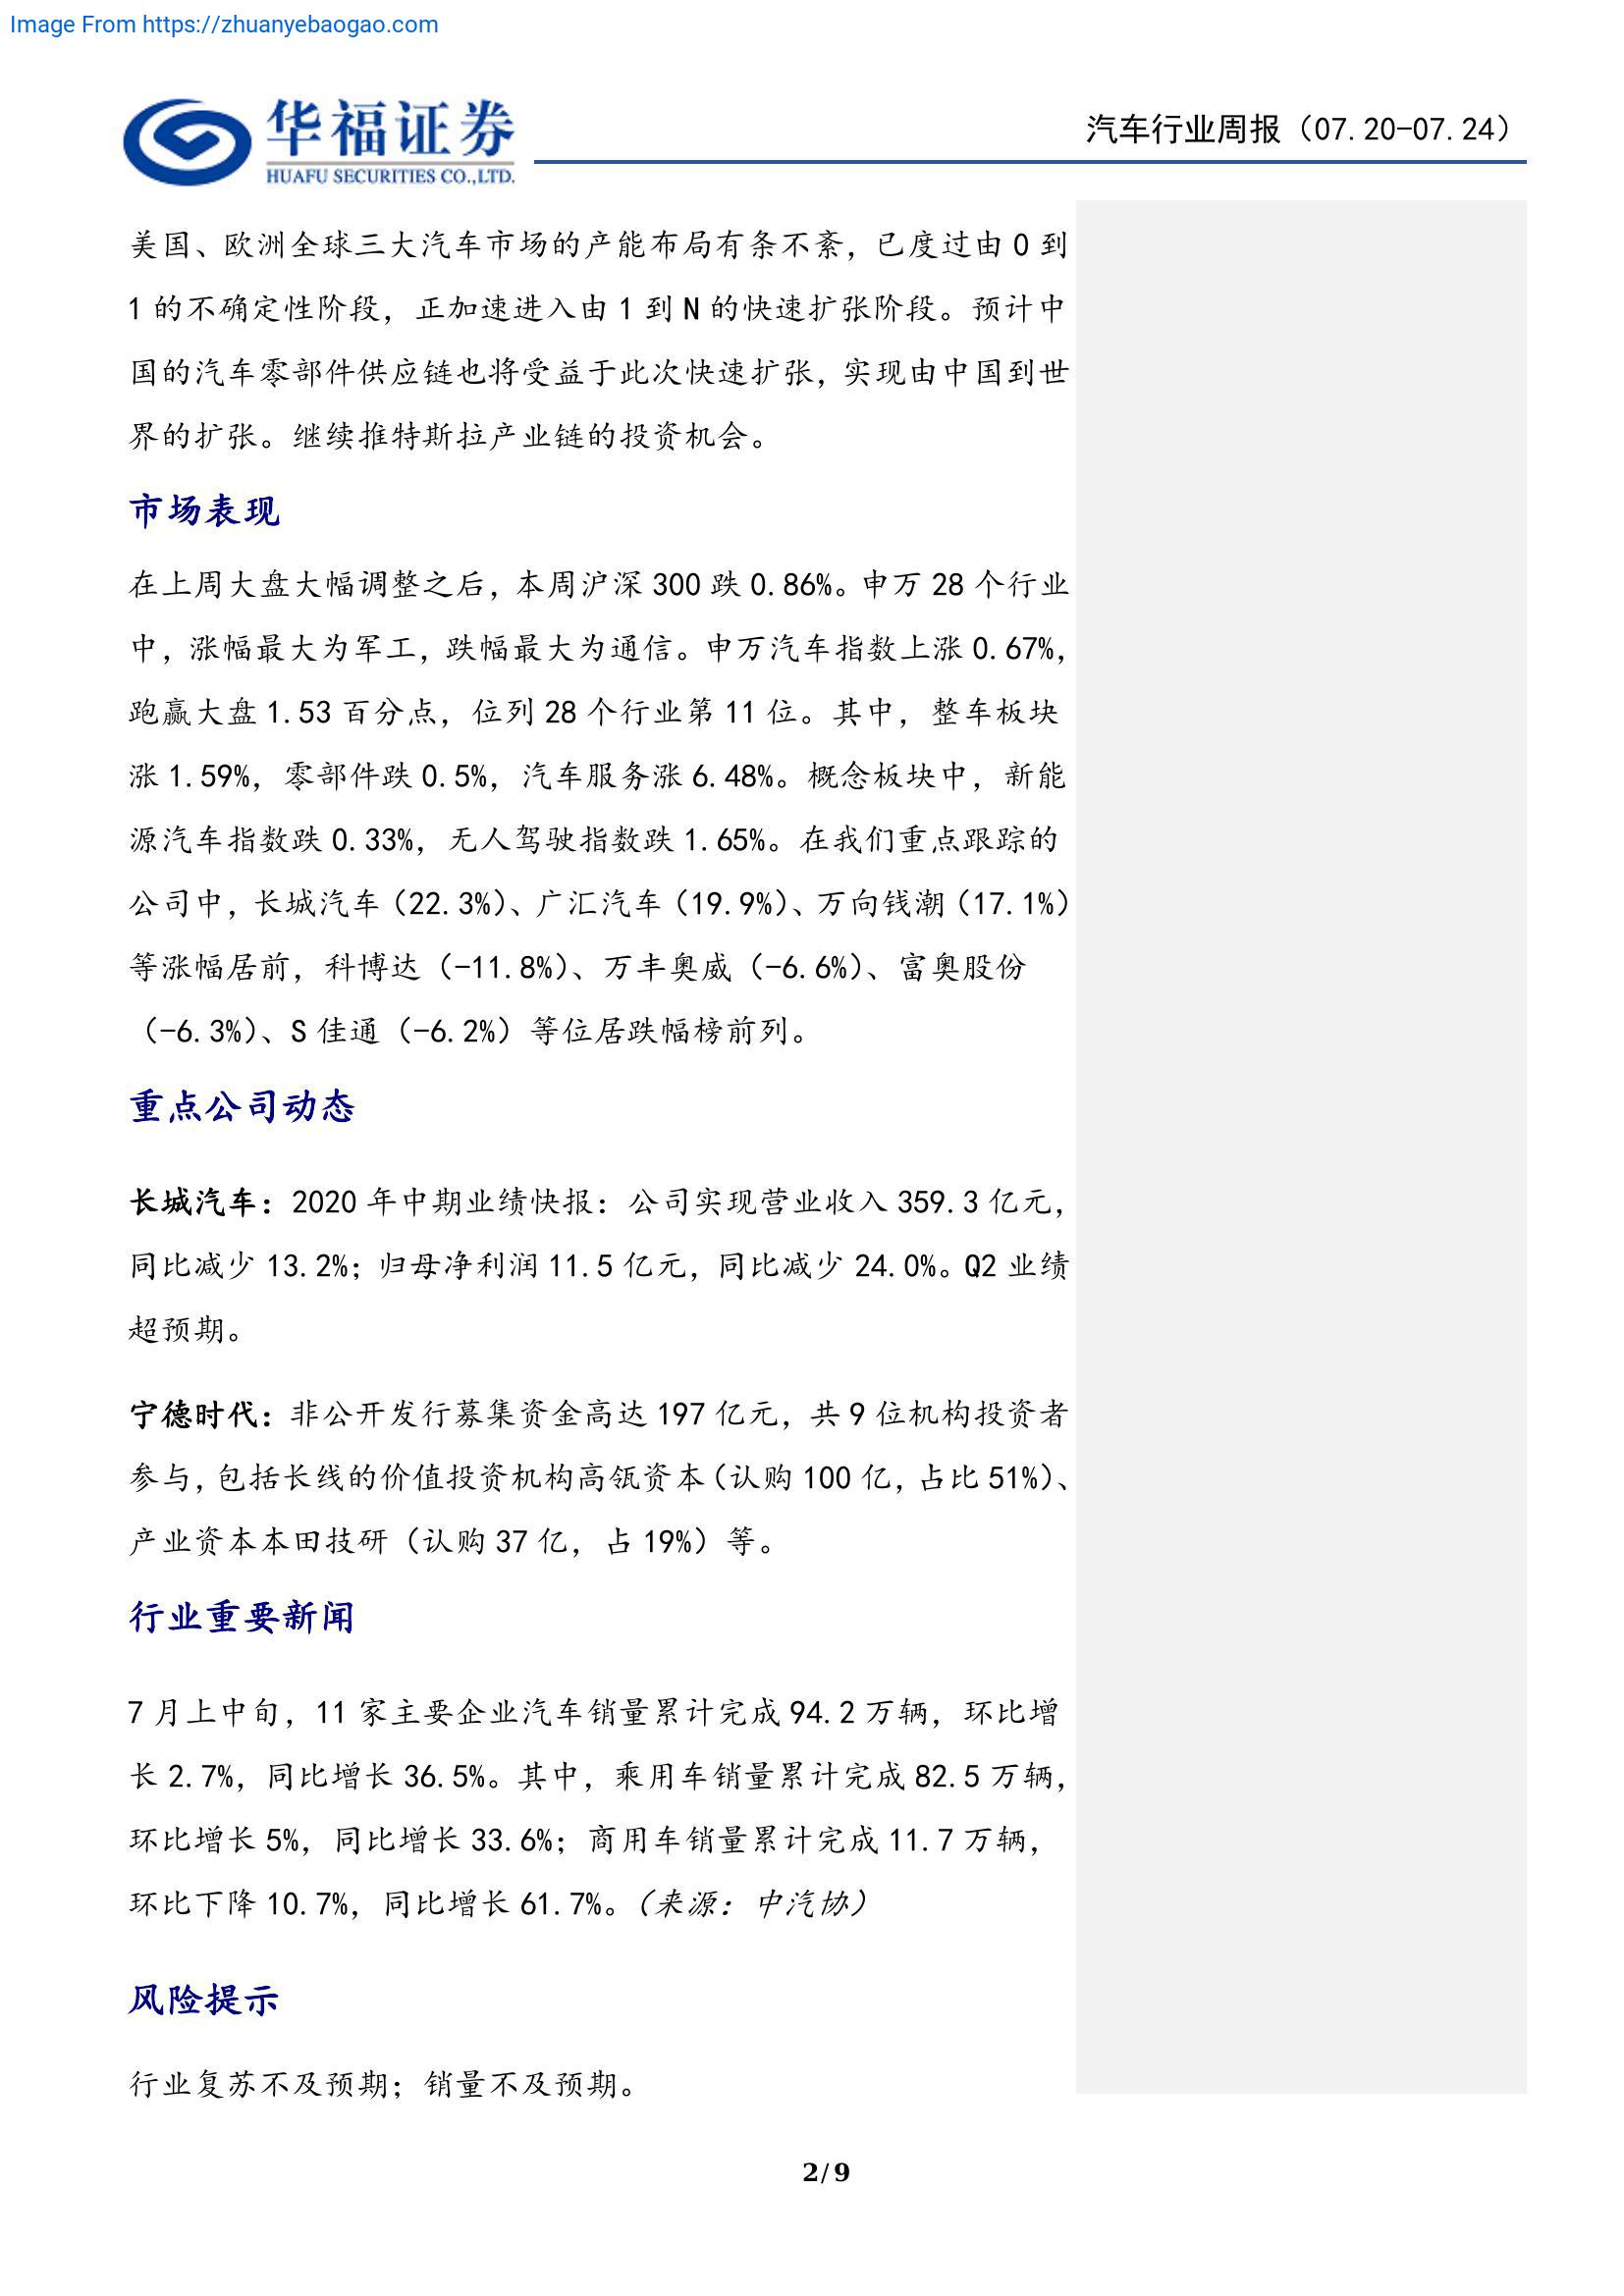 Image From https://zhuanyebaogao.com
华福证券
HUAFU SECURITIES CO.,LTD.
汽车行业周报（07.20-07.24）
美国、欧洲全球三大汽车市场的产能布局有条不紊，已度过由 0 到
1 的不确定性阶段，正加速进入由 1 到 N 的快速扩张阶段。预计中
国的汽车零部件供应链也将受益于此次快速扩张，实现由中国到世
界的扩张。继续推特斯拉产业链的投资机会。
市场表现
在上周大盘大幅调整之后，本周沪深 300 跌 0.86%。申万 28 个行业
中，涨幅最大为军工，跌幅最大为通信。申万汽车指数上涨 0.67%，
跑赢大盘 1.53 百分点，位列 28 个行业第 11 位。其中，整车板块
涨 1.59%，零部件跌 0.5%，汽车服务涨 6.48%。概念板块中，新能
源汽车指数跌 0.33%，无人驾驶指数跌 1.65%。在我们重点跟踪的
公司中，长城汽车（22.3%）、广汇汽车（19.9%）、万向钱潮（17.1%）
等涨幅居前，科博达（-11.8%）、万丰奥威（-6.6%）、富奥股份
（-6.3%）、S 佳通（-6.2%）等位居跌幅榜前列。
重点公司动态
长城汽车：2020 年中期业绩快报：公司实现营业收入 359.3 亿元，
同比减少 13.2%；归母净利润 11.5 亿元，同比减少 24.0%。Q2 业绩
超预期。
宁德时代：非公开发行募集资金高达 197 亿元，共 9 位机构投资者
参与，包括长线的价值投资机构高瓴资本（认购 100 亿，占比 51%）、
产业资本本田技研（认购 37 亿，占 19%）等。
行业重要新闻
7 月上中旬，11 家主要企业汽车销量累计完成 94.2 万辆，环比增
长 2.7%，同比增长 36.5%。其中，乘用车销量累计完成 82.5 万辆，
环比增长 5%，同比增长 33.6%；商用车销量累计完成 11.7 万辆，
环比下降 10.7%，同比增长 61.7%。（来源：中汽协）
风险提示
行业复苏不及预期；销量不及预期。
2/9